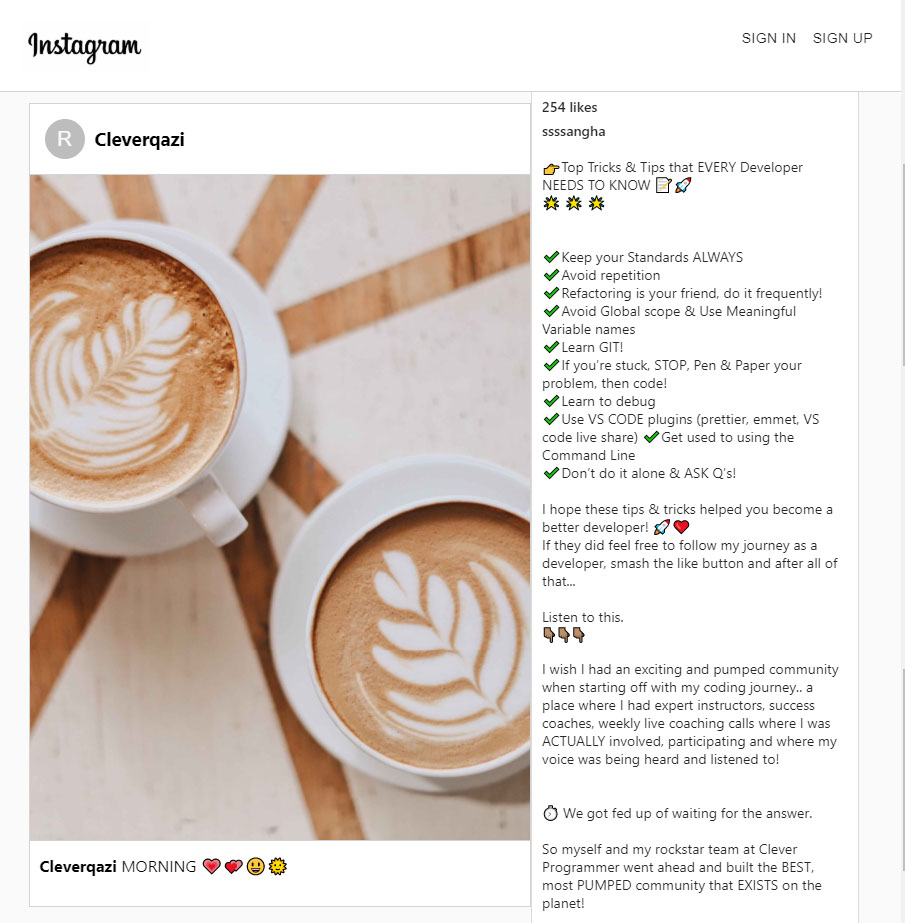 Instagram
SIGN IN SIGN UP
R Cleverqazi
Cleverqazi MORNING 💗 💕 😃 🌞
254 likes
ssssangha
👉Top Tricks & Tips that EVERY Developer
NEEDS TO KNOW 📝 🚀
🌟 🌟 🌟
✔Keep your Standards ALWAYS
✔Avoid repetition
✔Refactoring is your friend, do it frequently!
✔Avoid Global scope & Use Meaningful
Variable names
✔Learn GIT!
✔If you're stuck, STOP, Pen & Paper your
problem, then code!
✔Learn to debug
✔Use VS CODE plugins (prettier, emmet, VS
code live share) ✔Get used to using the
Command Line
✔Don't do it alone & ASK Q's!
I hope these tips & tricks helped you become a
better developer! 🚀❤
If they did feel free to follow my journey as a
developer, smash the like button and after all of
that...
Listen to this.
👇🏽👇🏽👇🏽
I wish I had an exciting and pumped community
when starting off with my coding journey.. a
place where I had expert instructors, success
coaches, weekly live coaching calls where I was
ACTUALLY involved, participating and where my
voice was being heard and listened to!
⏱ We got fed up of waiting for the answer.
So myself and my rockstar team at Clever
Programmer went ahead and built the BEST,
most PUMPED community that EXISTS on the
planet!